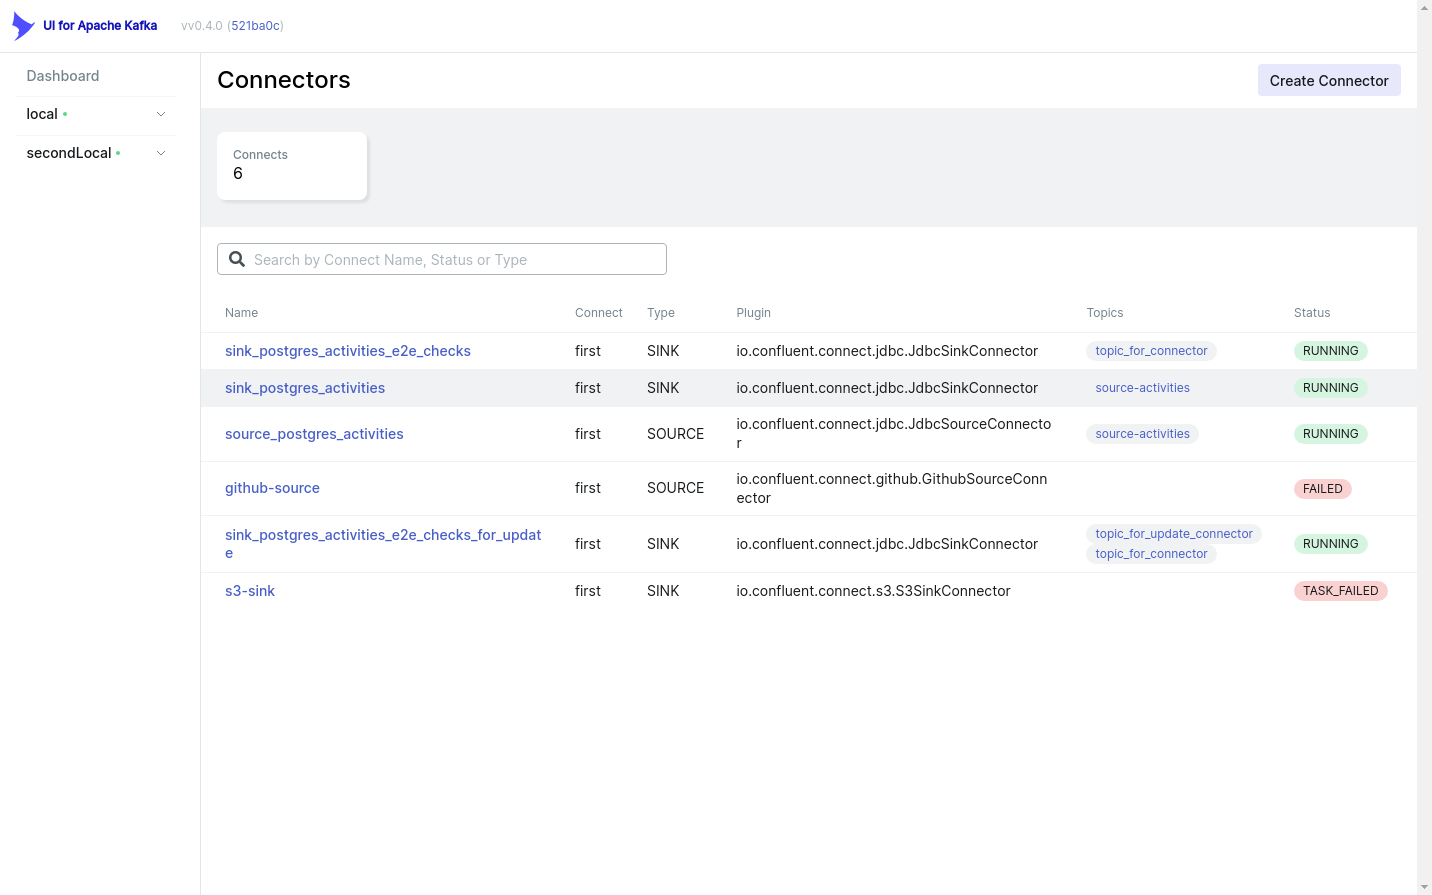 UI for Apache Kafka vv0.4.0 (521ba0c)
Dashboard
local
secondLocal
Connectors
Create Connector
Connects
6
Search by Connect Name, Status or Type
Name Connect Type Plugin Topics Status
sink_postgres_activities_e2e_checks first SINK io.confluent.connect.jdbc.JdbcSinkConnector topic_for_connector RUNNING
sink_postgres_activities first SINK io.confluent.connect.jdbc.JdbcSinkConnector source-activities RUNNING
source_postgres_activities first SOURCE io.confluent.connect.jdbc.JdbcSourceConnecto source-activities RUNNING
r
github-source first SOURCE io.confluent.connect.github.GithubSourceConn FAILED
ector
sink_postgres_activities_e2e_checks_for_updat first SINK io.confluent.connect.jdbc.JdbcSinkConnector topic_for_update_connector RUNNING
e topic_for_connector
s3-sink first SINK io.confluent.connect.s3.S3SinkConnector TASK_FAILED